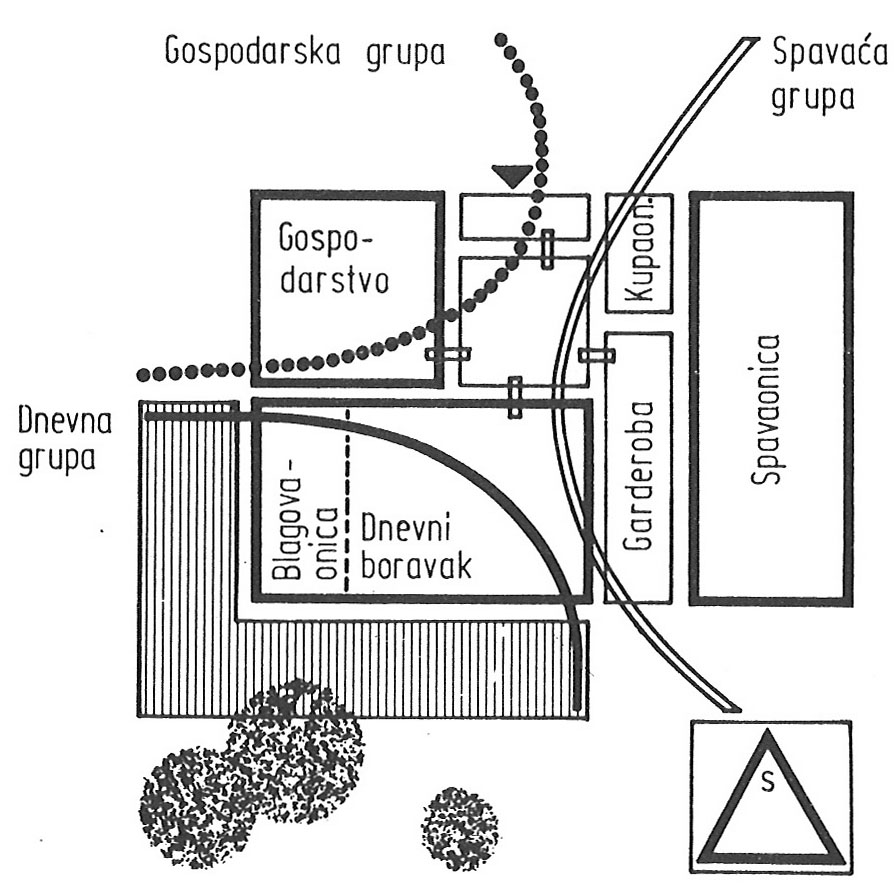 Gospodarska grupa
Spavaća
grupa
Gospo-
darstvo
Kupaon.
Dnevna
grupa
Blagova-
onica
Dnevni
boravak
Garderoba
Spavaonica
S